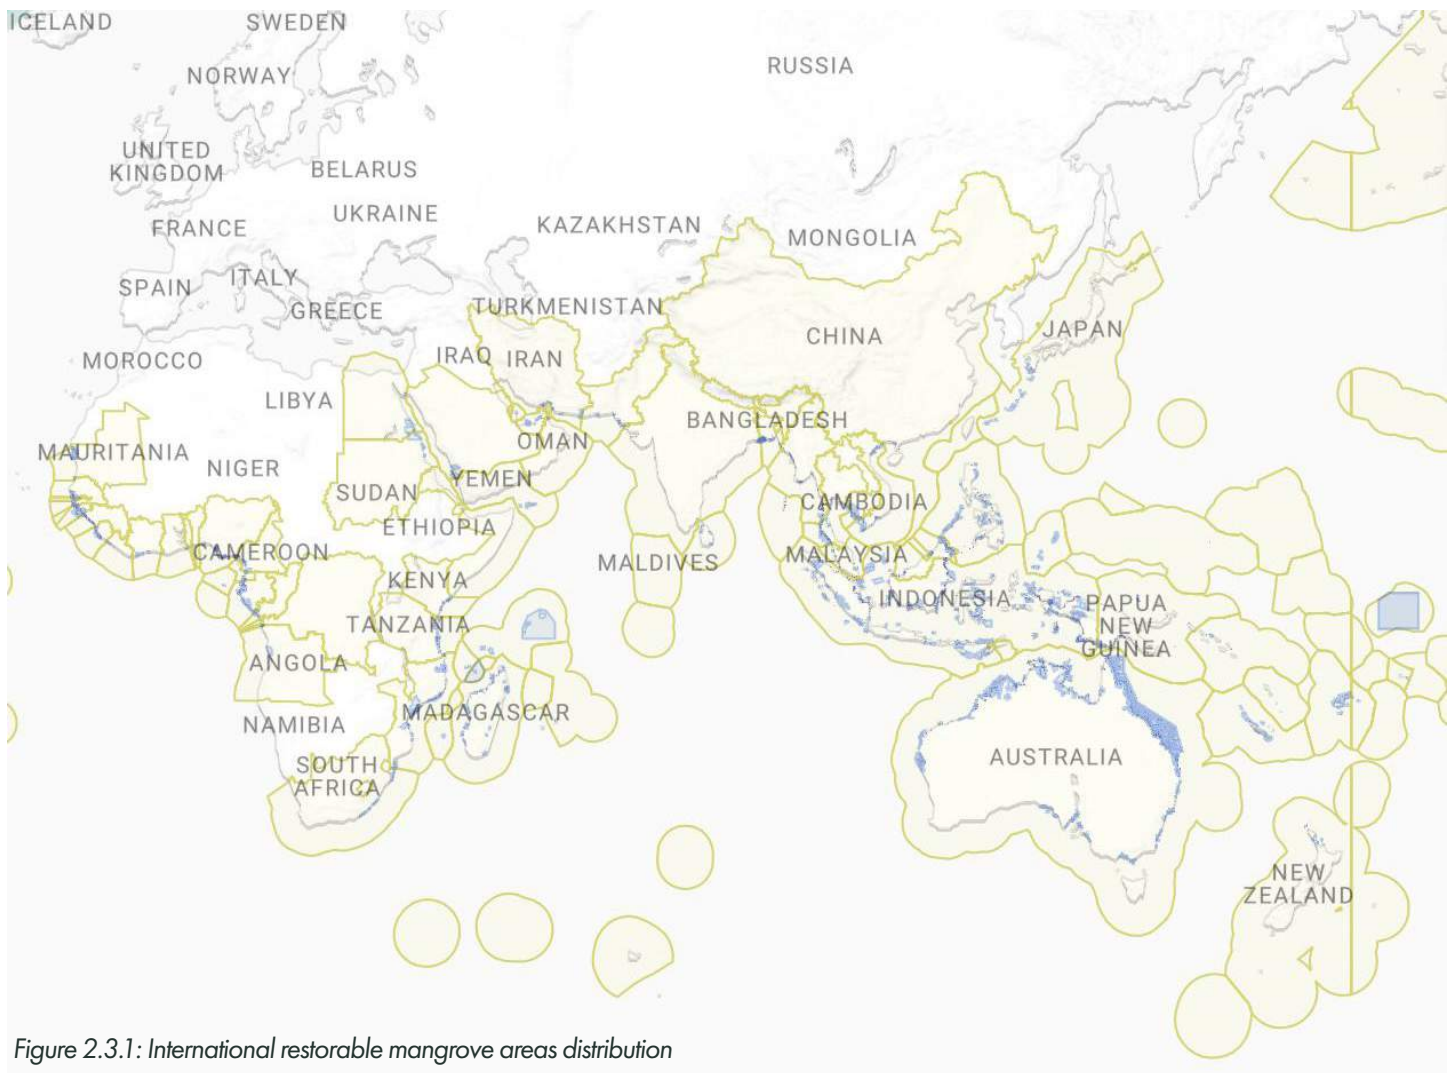 ICELAND
SWEDEN
NORWAY
RUSSIA
UNITED
KINGDOM
BELARUS
UKRAINE
FRANCE
KAZAKHSTAN
MONGOLIA
SPAIN
ITALY
GREECE
TURKMENISTAN
JAPAN
CHINA
MOROCCO
IRAQ
IRAN
LIBYA
BANGLADESH
OMAN
MAURITANIA
NIGER
YEMEN
SUDAN
CAMBODIA
ETHIOPIA
CAMEROON
MALAYSIA
MALDIVES
KENYA
INDONESIA
PAPUA
NEW
GUINEA
TANZANIA
ANGOLA
MADAGASCAR
NAMIBIA
AUSTRALIA
SOUTH
AFRICA
NEW
ZEALAND
Figure 2.3.1: International restorable mangrove areas distribution